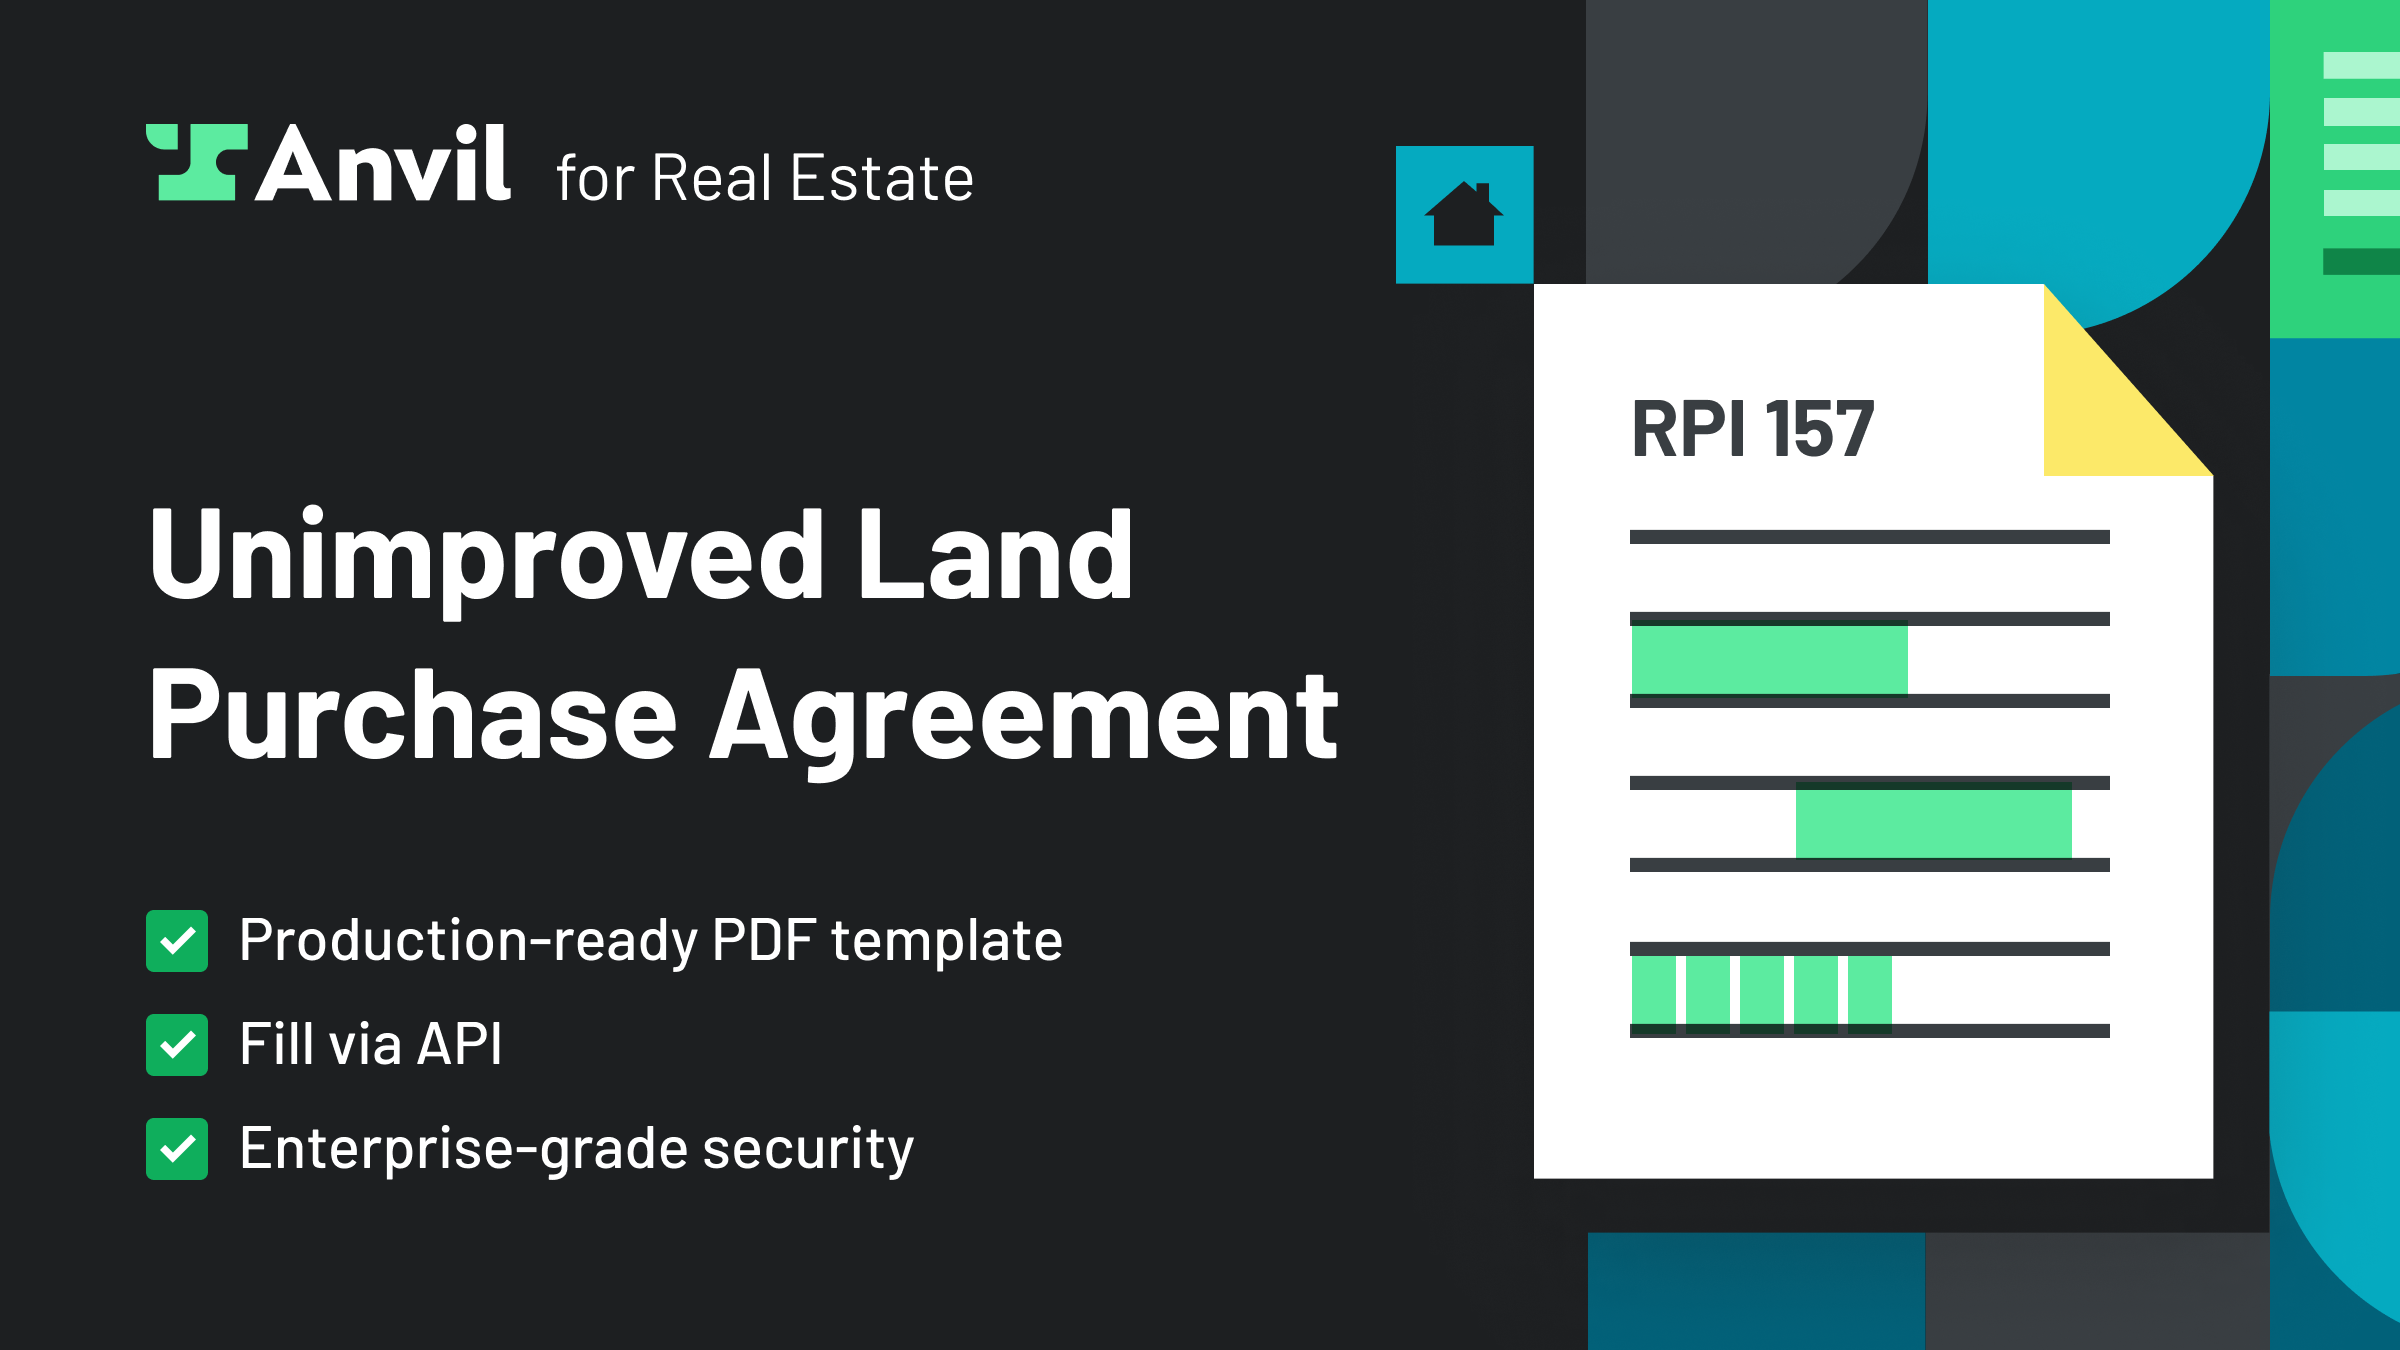 Anvil for Real Estate
Unimproved Land
Purchase Agreement
Production-ready PDF template
Fill via API
Enterprise-grade security
RPI 157